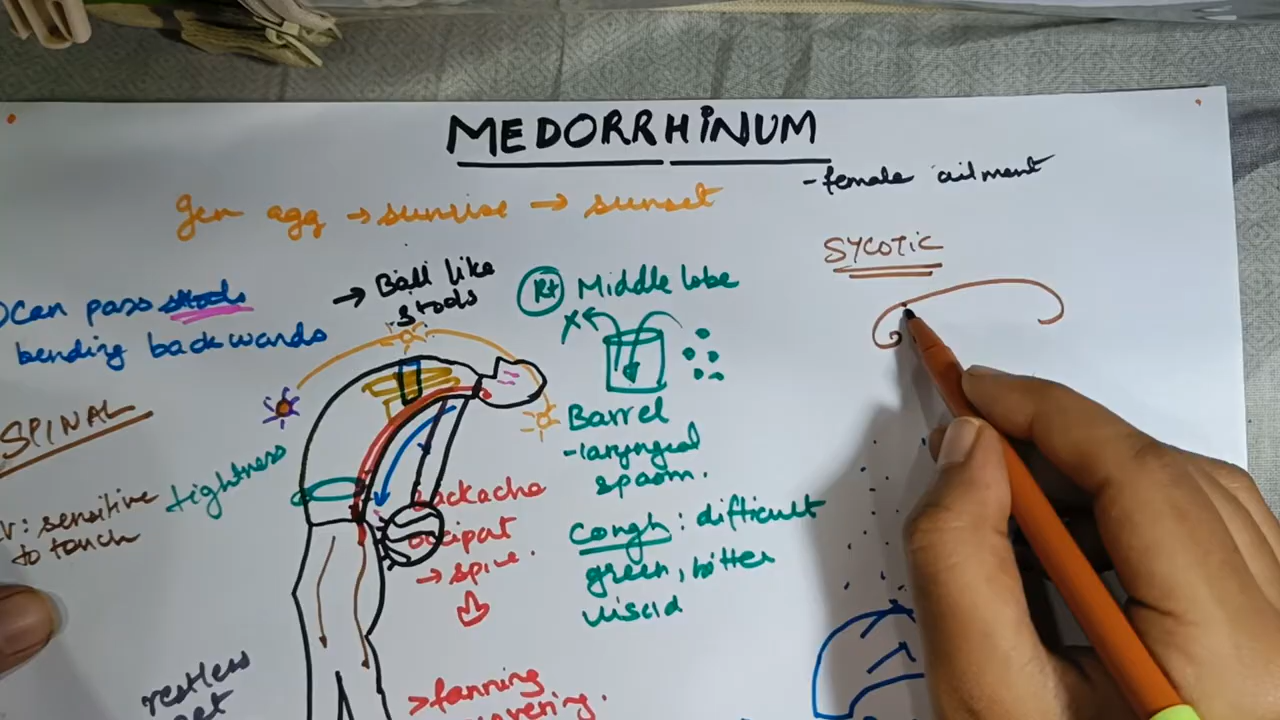 MEDORRHINUM
- female ailment
Gen agg → sunrise → sunset
SYCOTIC
Can pass stools
bending backwards
→ Ball like
stools
Rt Middle lobe
x
Barrel
- laryngeal
spasm.
SPINAL
tightness
: sensitive
to touch
backache
occiput
→ spine.
Cough : difficult
green, bitter
viscid
restless
> fanning